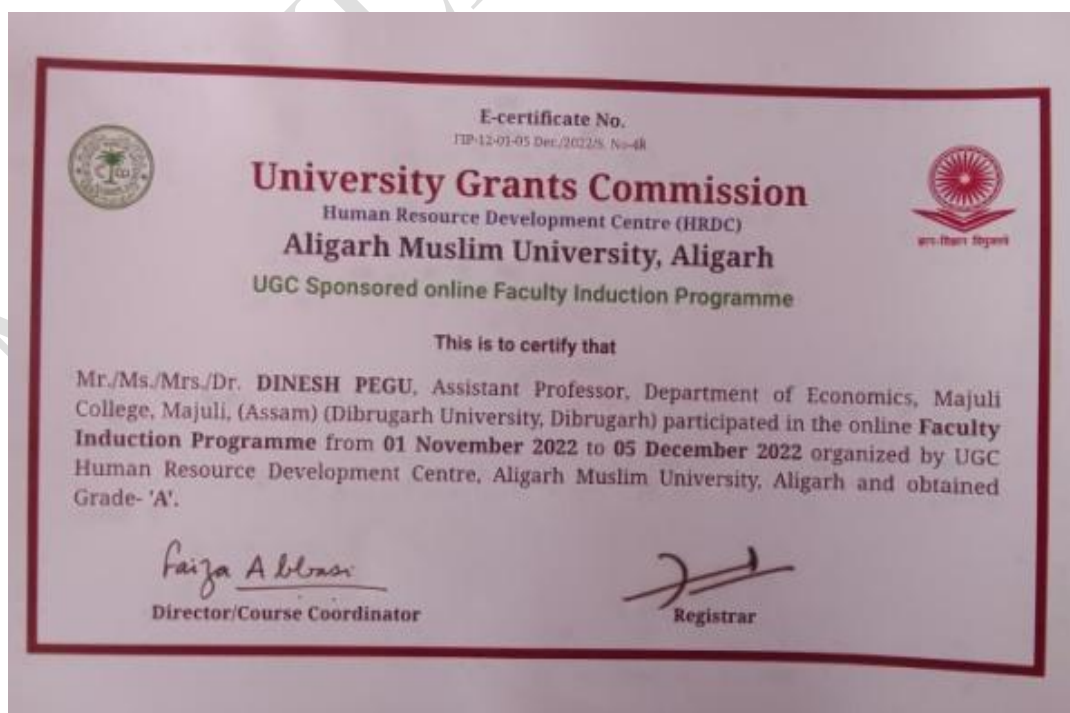 E-certificate No.
FIP-12-01-05 Dec./2022/S. No-48
University Grants Commission
Human Resource Development Centre (HRDC)
Aligarh Muslim University, Aligarh
ज्ञान-विज्ञान विमुक्तये
UGC Sponsored online Faculty Induction Programme
This is to certify that
Mr./Ms./Mrs./Dr. DINESH PEGU, Assistant Professor, Department of Economics, Majuli
College, Majuli, (Assam) (Dibrugarh University, Dibrugarh) participated in the online Faculty
Induction Programme from 01 November 2022 to 05 December 2022 organized by UGC
Human Resource Development Centre, Aligarh Muslim University, Aligarh and obtained
Grade- 'A'.
Faiza Abbasi
Director/Course Coordinator
Registrar